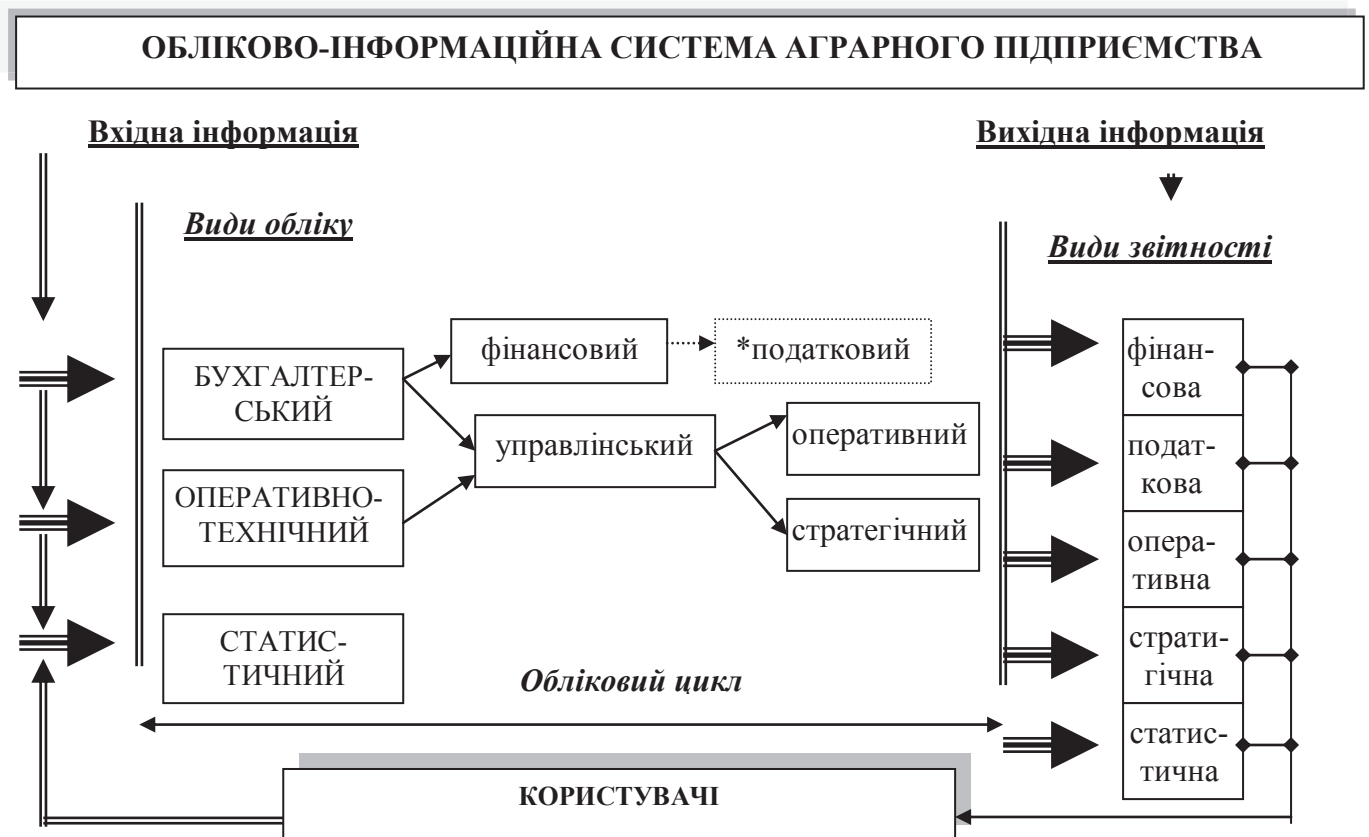 ОБЛІКОВО-ІНФОРМАЦІЙНА СИСТЕМА АГРАРНОГО ПІДПРИЄМСТВА
Вхідна інформація
Вихідна інформація
Види обліку
Види звітності
БУХГАЛТЕР-
СЬКИЙ
фінансовий
*податковий
управлінський
оперативний
стратегічний
ОПЕРАТИВНО-
ТЕХНІЧНИЙ
СТАТИС-
ТИЧНИЙ
Обліковий цикл
фінан-
сова
подат-
кова
опера-
тивна
страти-
гічна
статис-
тична
КОРИСТУВАЧІ